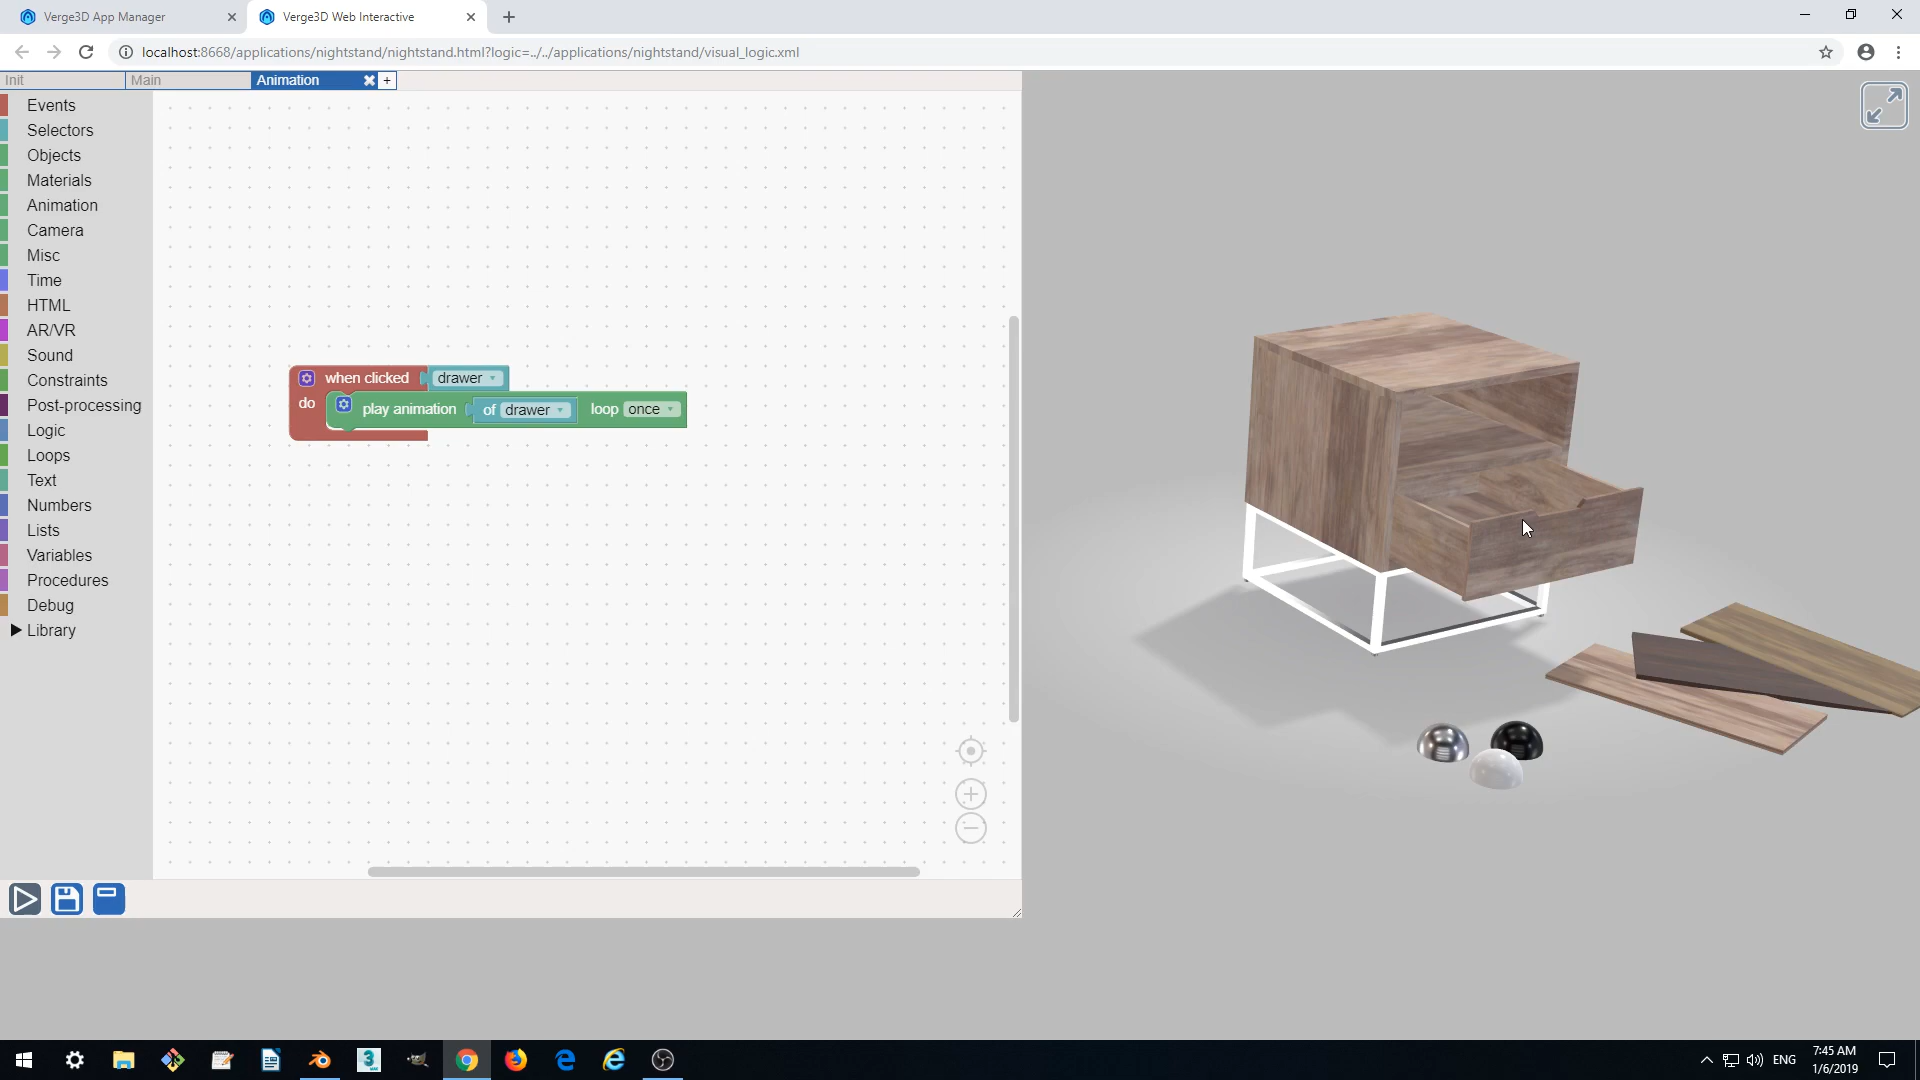 Verge3D App Manager
Verge3D Web Interactive
localhost:8668/applications/nightstand/nightstand.html?logic=../../applications/nightstand/visual_logic.xml
Init
Main
Animation
Events
Selectors
Objects
Materials
Animation
Camera
Misc
Time
HTML
AR/VR
Sound
Constraints
Post-processing
Logic
Loops
Text
Numbers
Lists
Variables
Procedures
Debug
Library
when clicked drawer
do play animation of drawer loop once
ENG
7:45 AM
1/6/2019